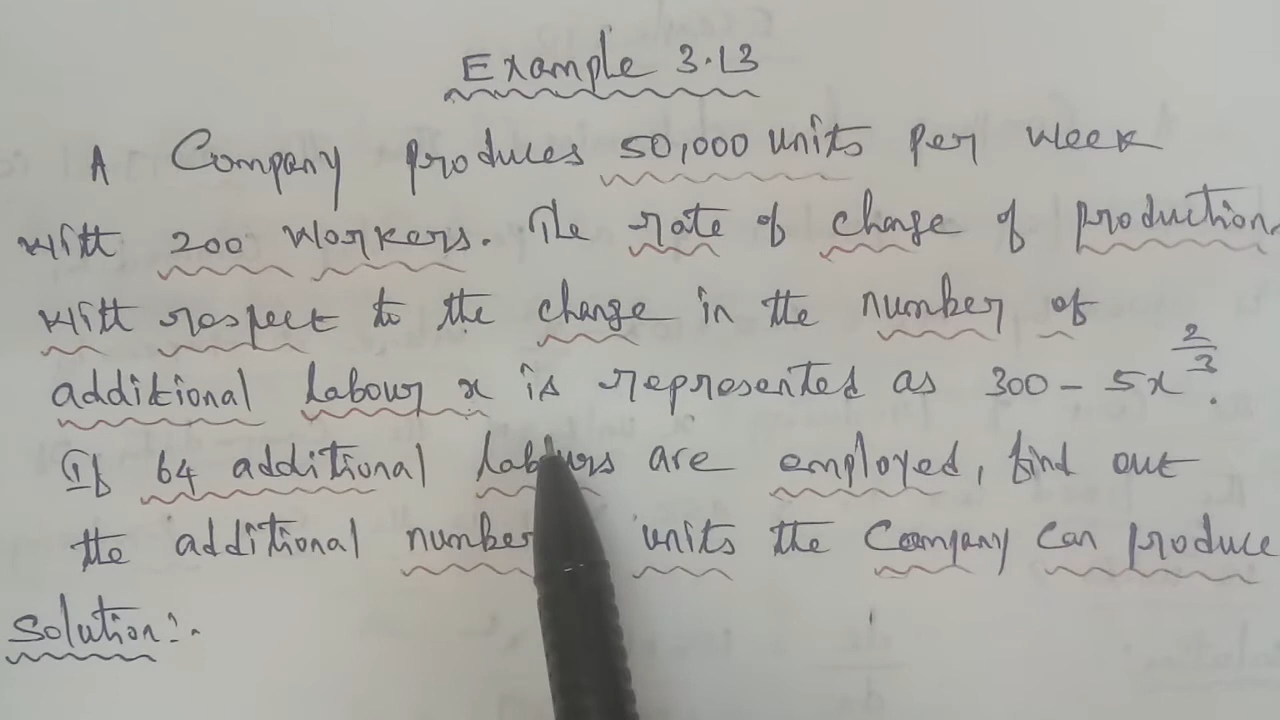 Example 3.13
A Company produces 50,000 units per week
with 200 workers. The rate of change of production
with respect to the change in the number of
additional labour x is represented as 300 - 5x^2/3.
If 64 additional labours are employed, find out
the additional number units the Company can produce
Solution:-